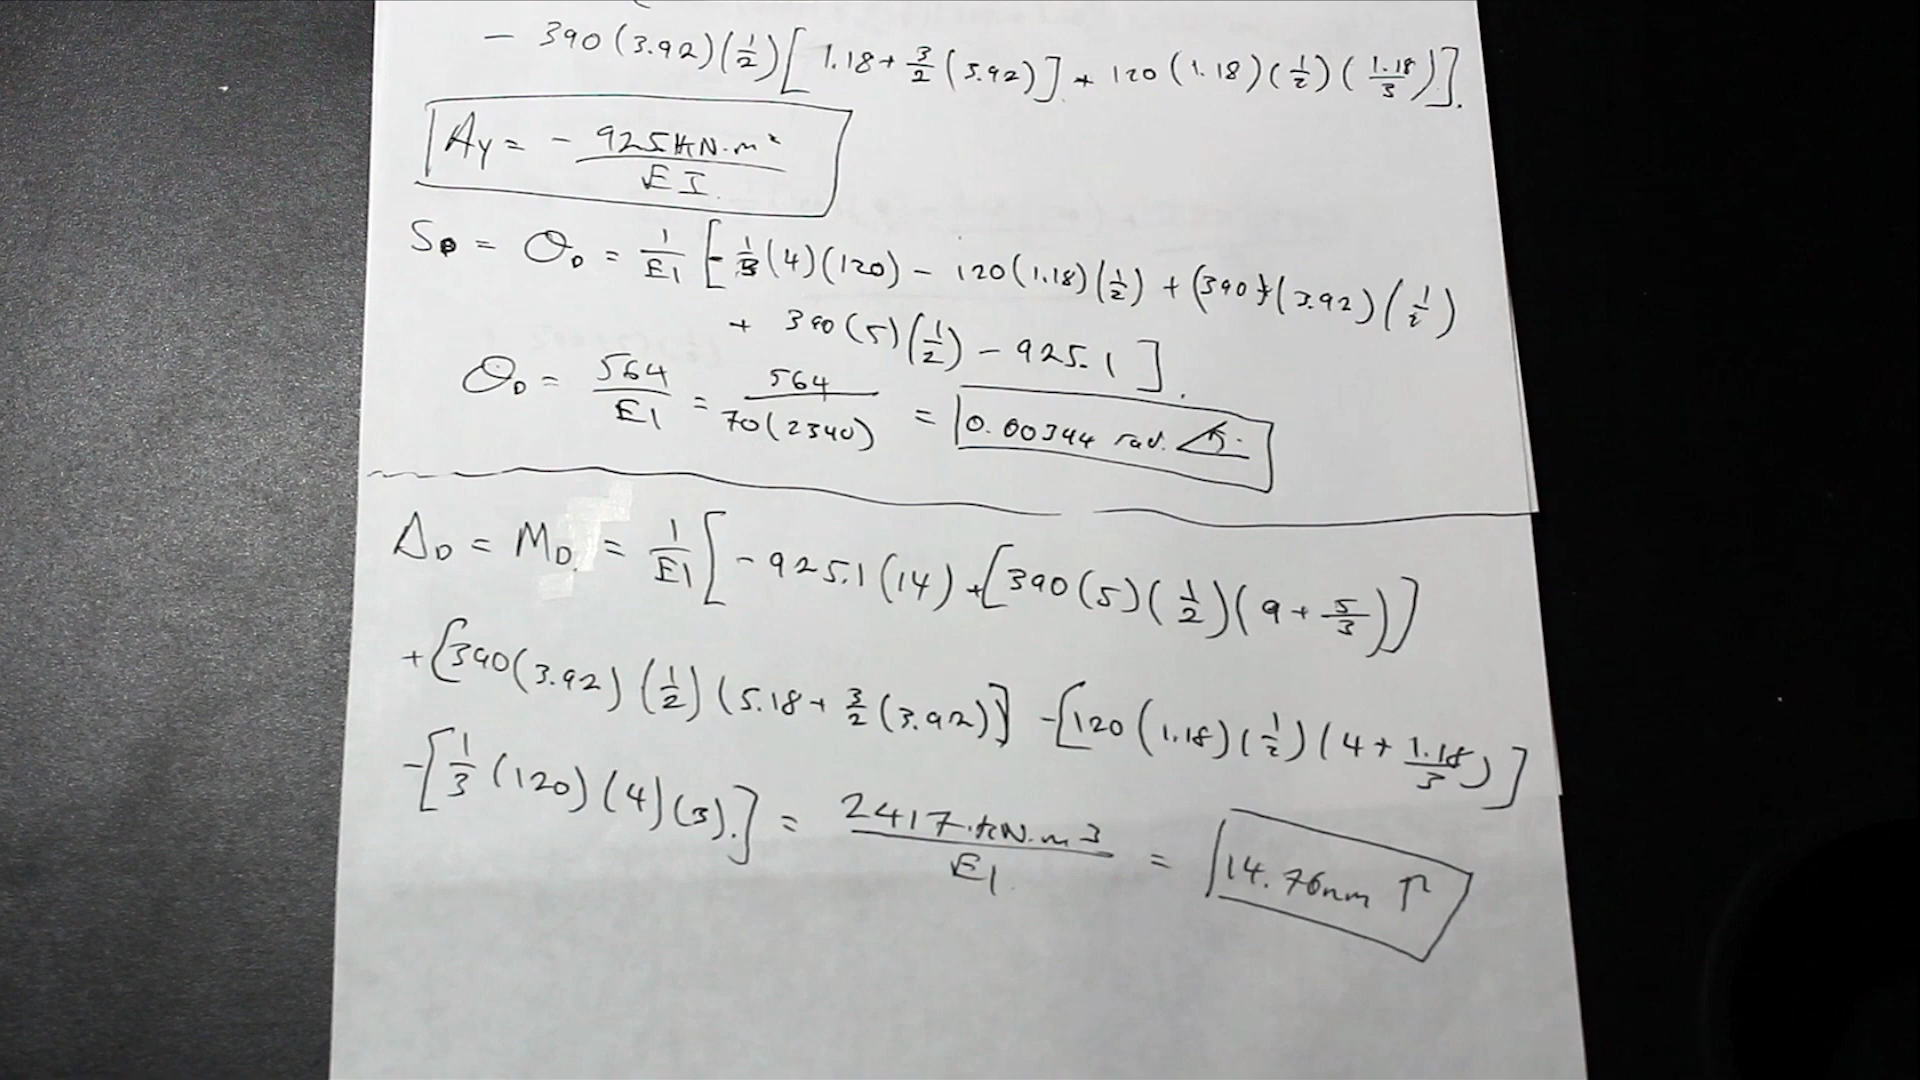 - 390(3.92)(1/2)[1.18+3/2(3.92)] + 120(1.18)(1/2)(1.18/3)].
Ay = - 925 kN.m²/EI.
SD = θD = 1/EI [-1/3(4)(120) - 120(1.18)(1/2) + (390)(3.92)(1/2)
+ 390(5)(1/2) - 925.1].
θD = 564/EI = 564/70(2340) = 0.00344 rad.
ΔD = MD = 1/EI [-925.1(14) + [390(5)(1/2)(9+5/3)]
+[390(3.92)(1/2)(5.18+3/2(3.92)] -[120(1.18)(1/2)(4+1.18/3)]
-[1/3(120)(4)(3).] = 2417.kN.m3/EI. = 14.76mm ↑